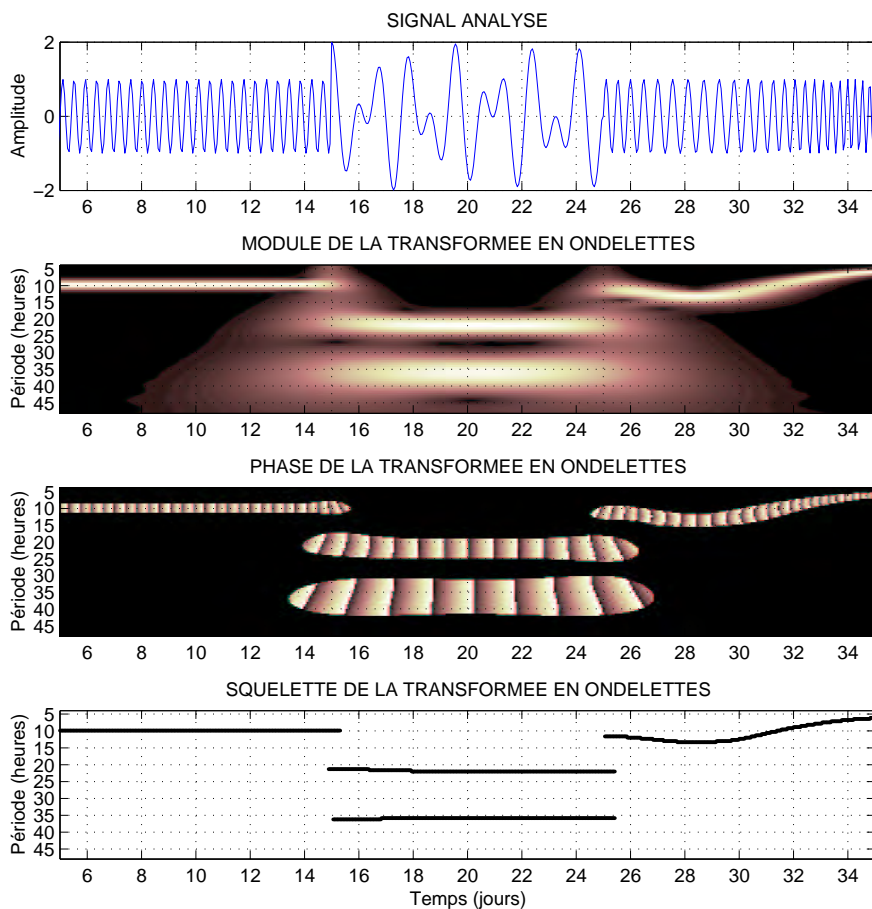 SIGNAL ANALYSE
Amplitude
2
0
−2
6 8 10 12 14 16 18 20 22 24 26 28 30 32 34
MODULE DE LA TRANSFORMEE EN ONDELETTES
Période (heures)
5
10
15
20
25
30
35
40
45
6 8 10 12 14 16 18 20 22 24 26 28 30 32 34
PHASE DE LA TRANSFORMEE EN ONDELETTES
Période (heures)
5
10
15
20
25
30
35
40
45
6 8 10 12 14 16 18 20 22 24 26 28 30 32 34
SQUELETTE DE LA TRANSFORMEE EN ONDELETTES
Période (heures)
5
10
15
20
25
30
35
40
45
6 8 10 12 14 16 18 20 22 24 26 28 30 32 34
Temps (jours)